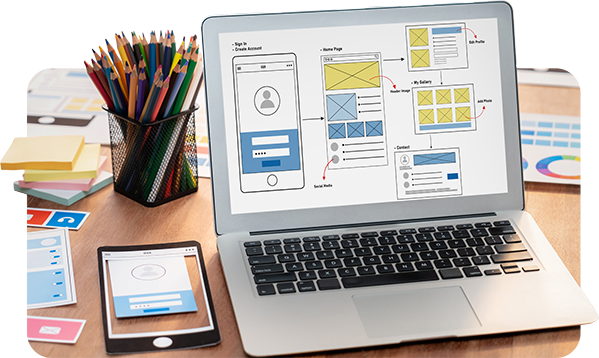 • Sign In
• Create Account
• Home Page
Header Image
Social Media
• Edit Profile
• My Gallery
Add Photo
• Contact